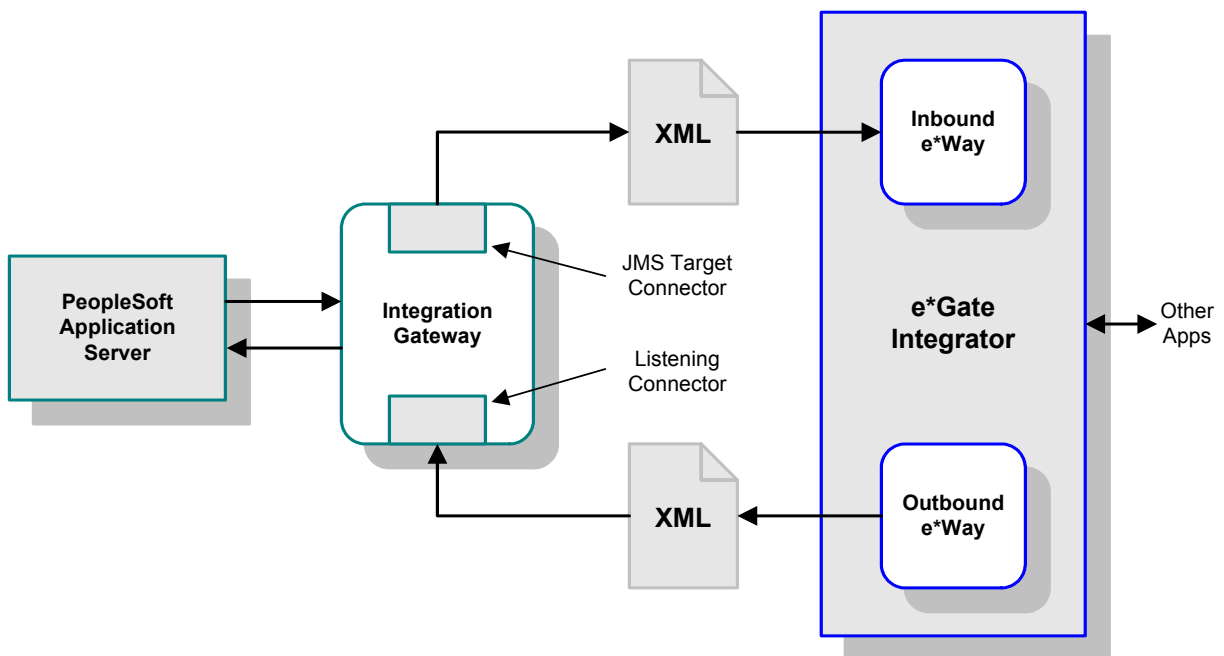 XML
Inbound
e*Way
JMS Target
Connector
PeopleSoft
Application
Server
Integration
Gateway
e*Gate
Integrator
Other
Apps
Listening
Connector
XML
Outbound
e*Way